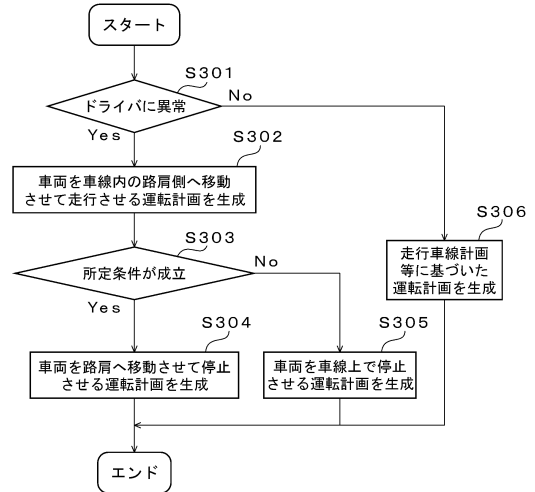 スタート
S301
ドライバに異常
No
Yes
S302
車両を車線内の路肩側へ移動
させて走行させる運転計画を生成
S303
所定条件が成立
No
Yes
S306
走行車線計画
等に基づいた
運転計画を生成
S304
車両を路肩へ移動させて停止
させる運転計画を生成
S305
車両を車線上で停止
させる運転計画を生成
エンド